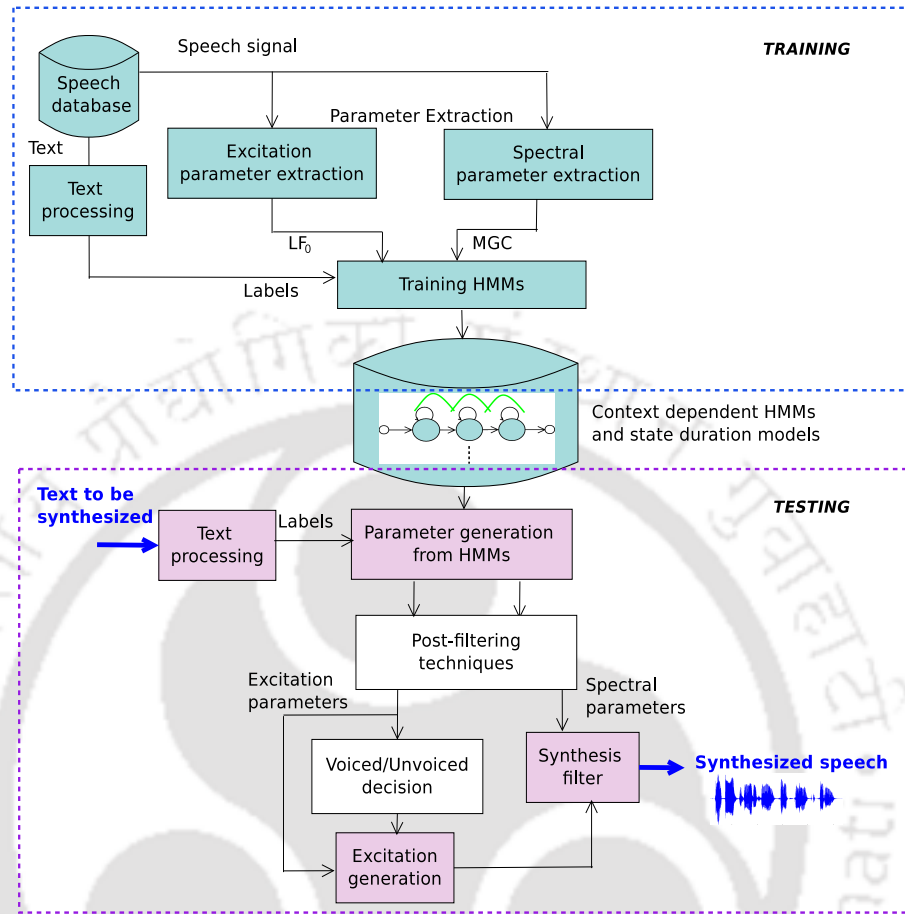 Speech signal
TRAINING
Speech
database
Parameter Extraction
Text
Excitation
parameter extraction
Spectral
parameter extraction
Text
processing
LF₀
MGC
Labels
Training HMMs
Context dependent HMMs
and state duration models
TESTING
Text to be
synthesized
Text
processing
Labels
Parameter generation
from HMMs
Post-filtering
techniques
Excitation
parameters
Spectral
parameters
Voiced/Unvoiced
decision
Synthesis
filter
Synthesized speech
Excitation
generation